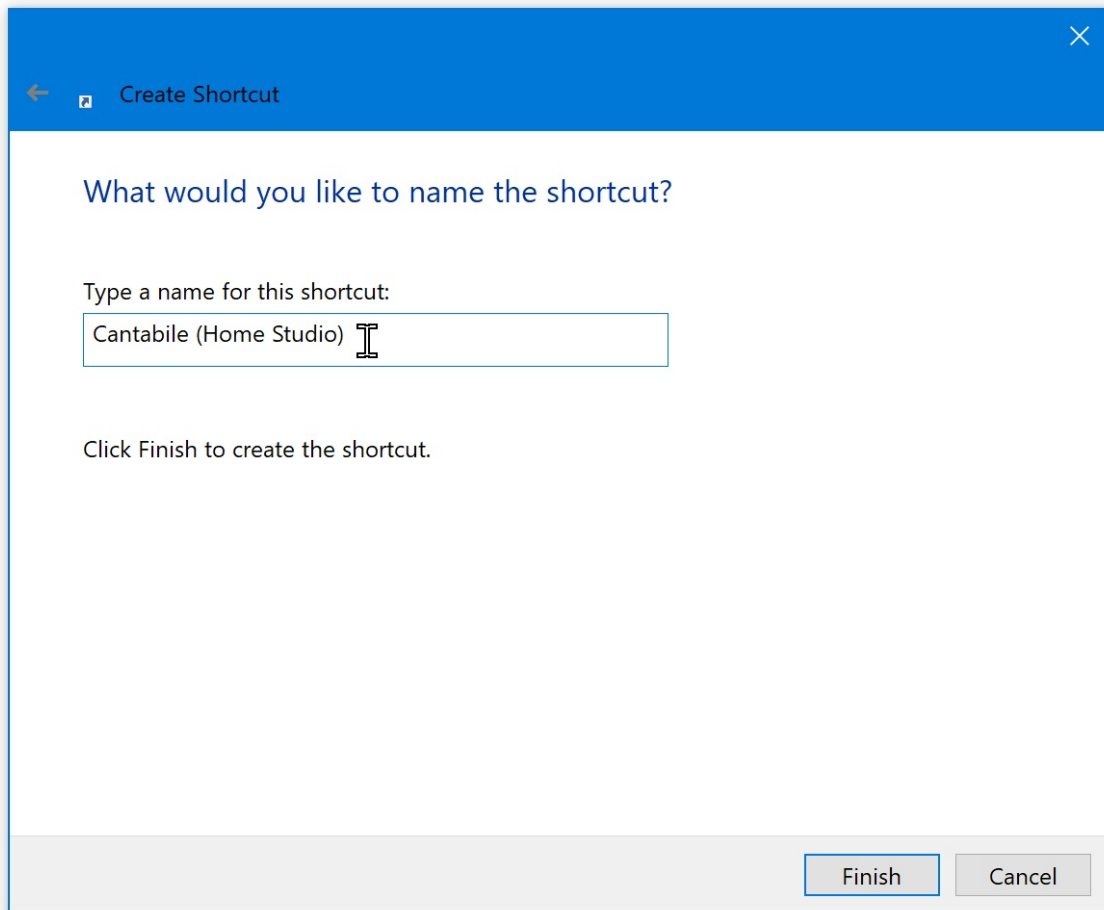 Create Shortcut
What would you like to name the shortcut?
Type a name for this shortcut:
Cantabile (Home Studio)
Click Finish to create the shortcut.
Finish Cancel